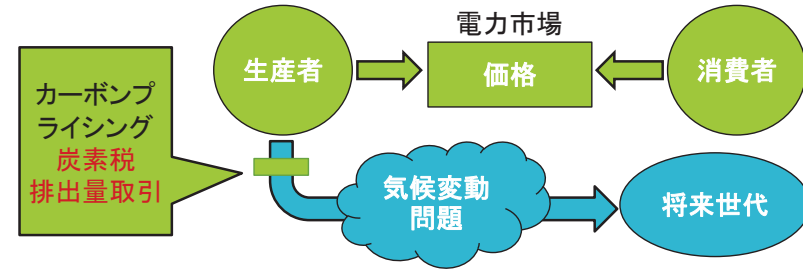 電力市場
生産者
価格
消費者
カーボンプ
ライシング
炭素税
排出量取引
気候変動
問題
将来世代